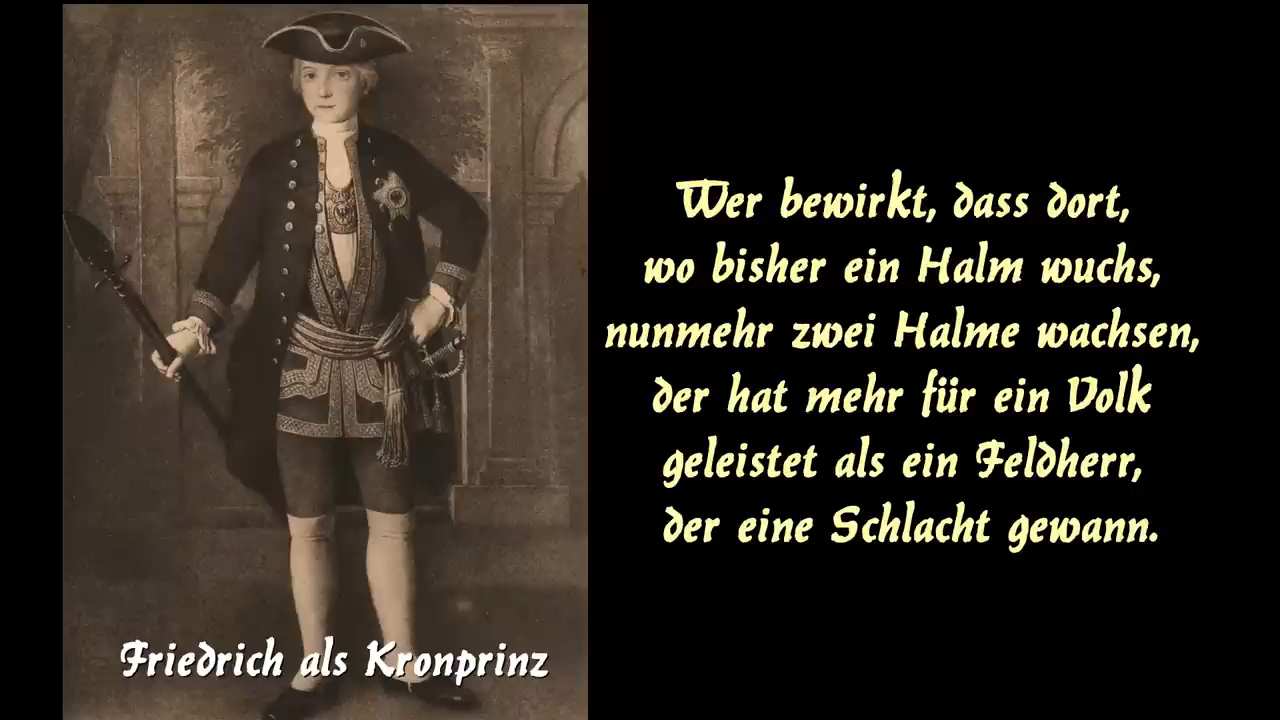 Wer bewirkt, dass dort,
wo bisher ein Halm wuchs,
nunmehr zwei Halme wachsen,
der hat mehr für ein Volk
geleistet als ein Feldherr,
der eine Schlacht gewann.
Friedrich als Kronprinz